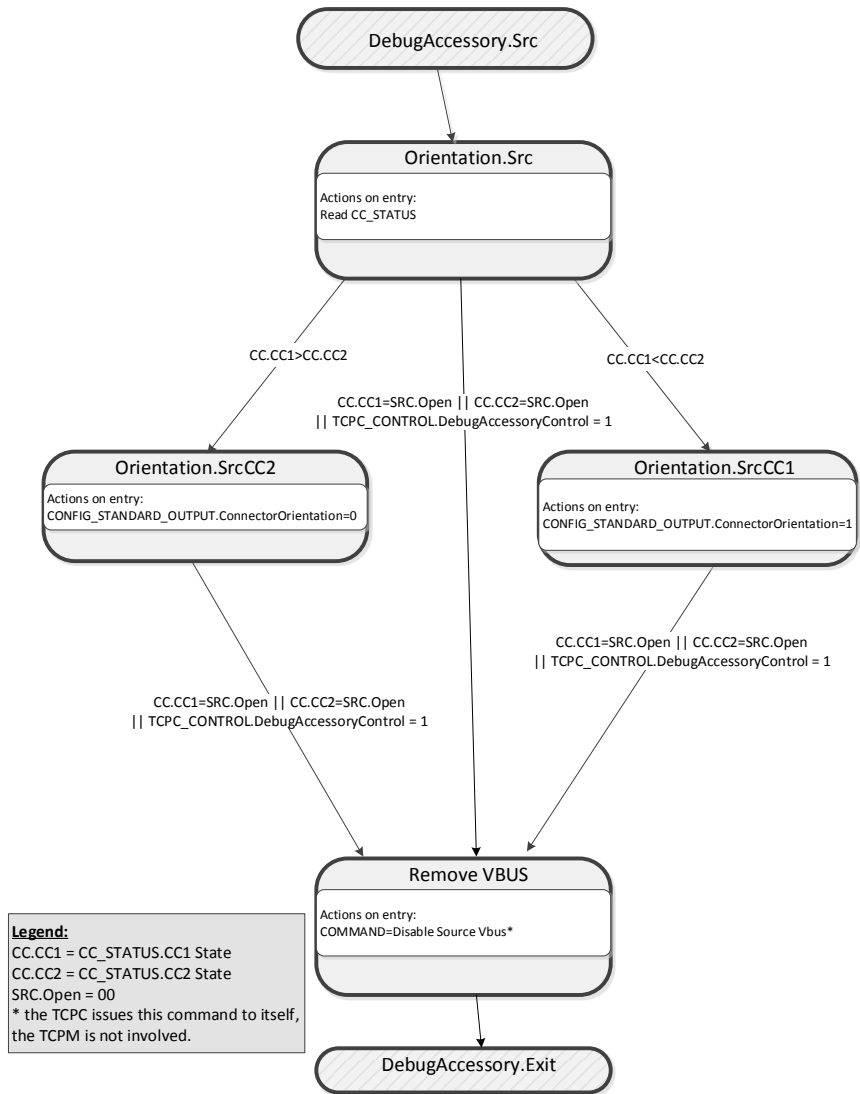 DebugAccessory.Src
Orientation.Src
Actions on entry:
Read CC_STATUS
CC.CC1>CC.CC2
CC.CC1<CC.CC2
CC.CC1=SRC.Open || CC.CC2=SRC.Open
|| TCPC_CONTROL.DebugAccessoryControl = 1
Orientation.SrcCC2
Actions on entry:
CONFIG_STANDARD_OUTPUT.ConnectorOrientation=0
Orientation.SrcCC1
Actions on entry:
CONFIG_STANDARD_OUTPUT.ConnectorOrientation=1
CC.CC1=SRC.Open || CC.CC2=SRC.Open
|| TCPC_CONTROL.DebugAccessoryControl = 1
CC.CC1=SRC.Open || CC.CC2=SRC.Open
|| TCPC_CONTROL.DebugAccessoryControl = 1
Remove VBUS
Actions on entry:
COMMAND=Disable Source Vbus*
Legend:
CC.CC1 = CC_STATUS.CC1 State
CC.CC2 = CC_STATUS.CC2 State
SRC.Open = 00
* the TCPC issues this command to itself,
the TCPM is not involved.
DebugAccessory.Exit